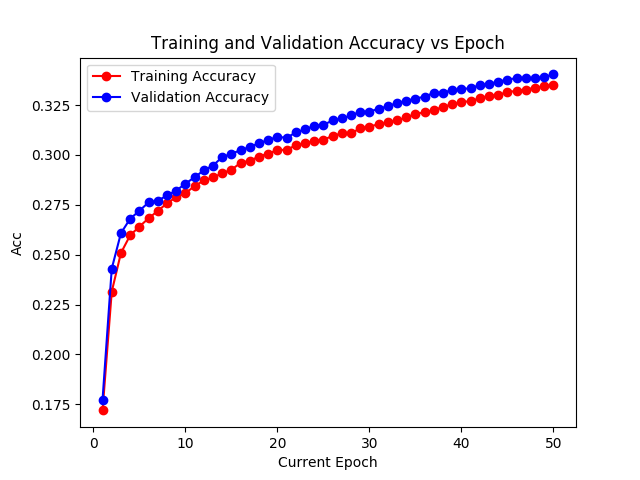 Training and Validation Accuracy vs Epoch
Training Accuracy
Validation Accuracy
Acc
0.325
0.300
0.275
0.250
0.225
0.200
0.175
0 10 20 30 40 50
Current Epoch